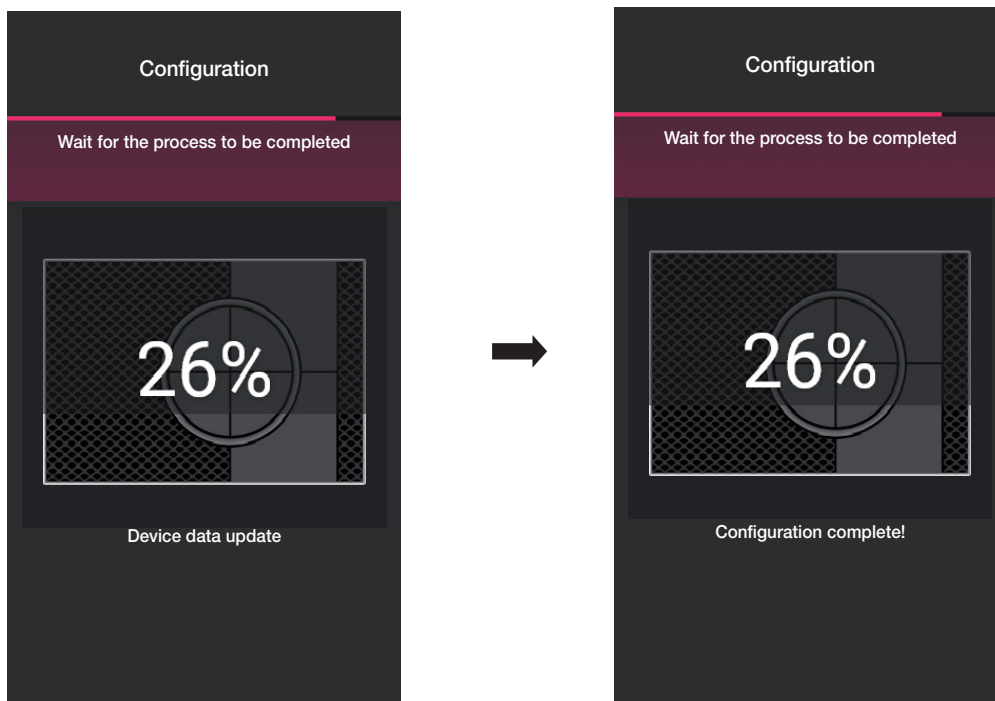 Configuration
Wait for the process to be completed
26%
Device data update
Configuration
Wait for the process to be completed
26%
Configuration complete!